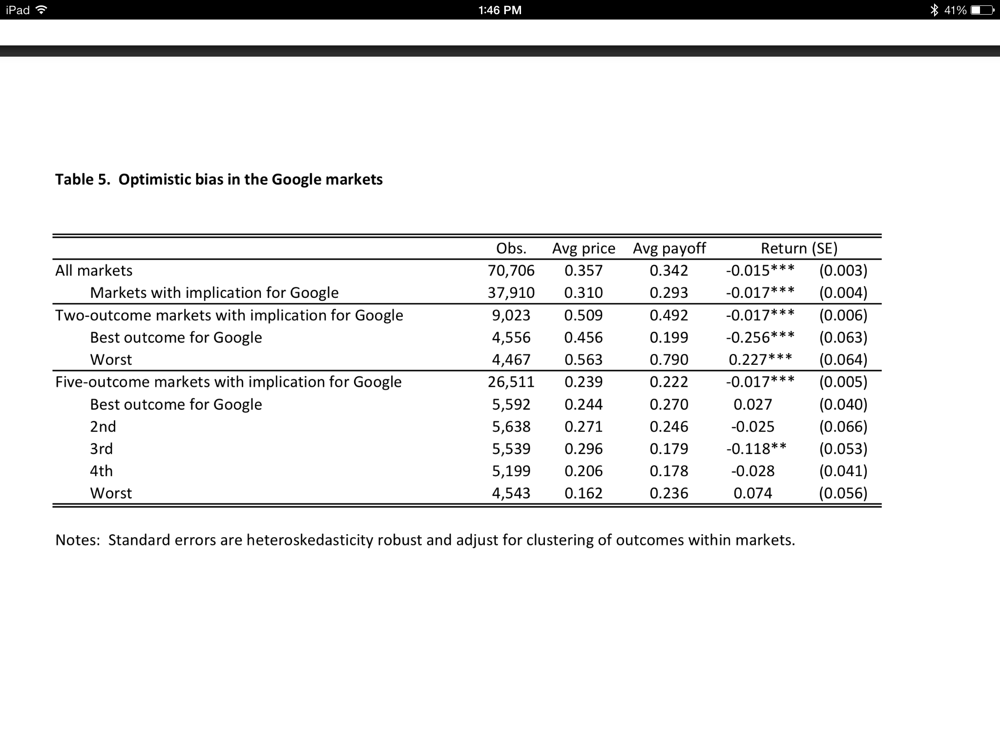 iPad 1:46 PM 41%
Table 5.  Optimistic bias in the Google markets
Obs. Avg price Avg payoff Return (SE)
All markets 70,706 0.357 0.342 -0.015*** (0.003)
Markets with implication for Google 37,910 0.310 0.293 -0.017*** (0.004)
Two-outcome markets with implication for Google 9,023 0.509 0.492 -0.017*** (0.006)
Best outcome for Google 4,556 0.456 0.199 -0.256*** (0.063)
Worst 4,467 0.563 0.790 0.227*** (0.064)
Five-outcome markets with implication for Google 26,511 0.239 0.222 -0.017*** (0.005)
Best outcome for Google 5,592 0.244 0.270 0.027 (0.040)
2nd 5,638 0.271 0.246 -0.025 (0.066)
3rd 5,539 0.296 0.179 -0.118** (0.053)
4th 5,199 0.206 0.178 -0.028 (0.041)
Worst 4,543 0.162 0.236 0.074 (0.056)
Notes:  Standard errors are heteroskedasticity robust and adjust for clustering of outcomes within markets.